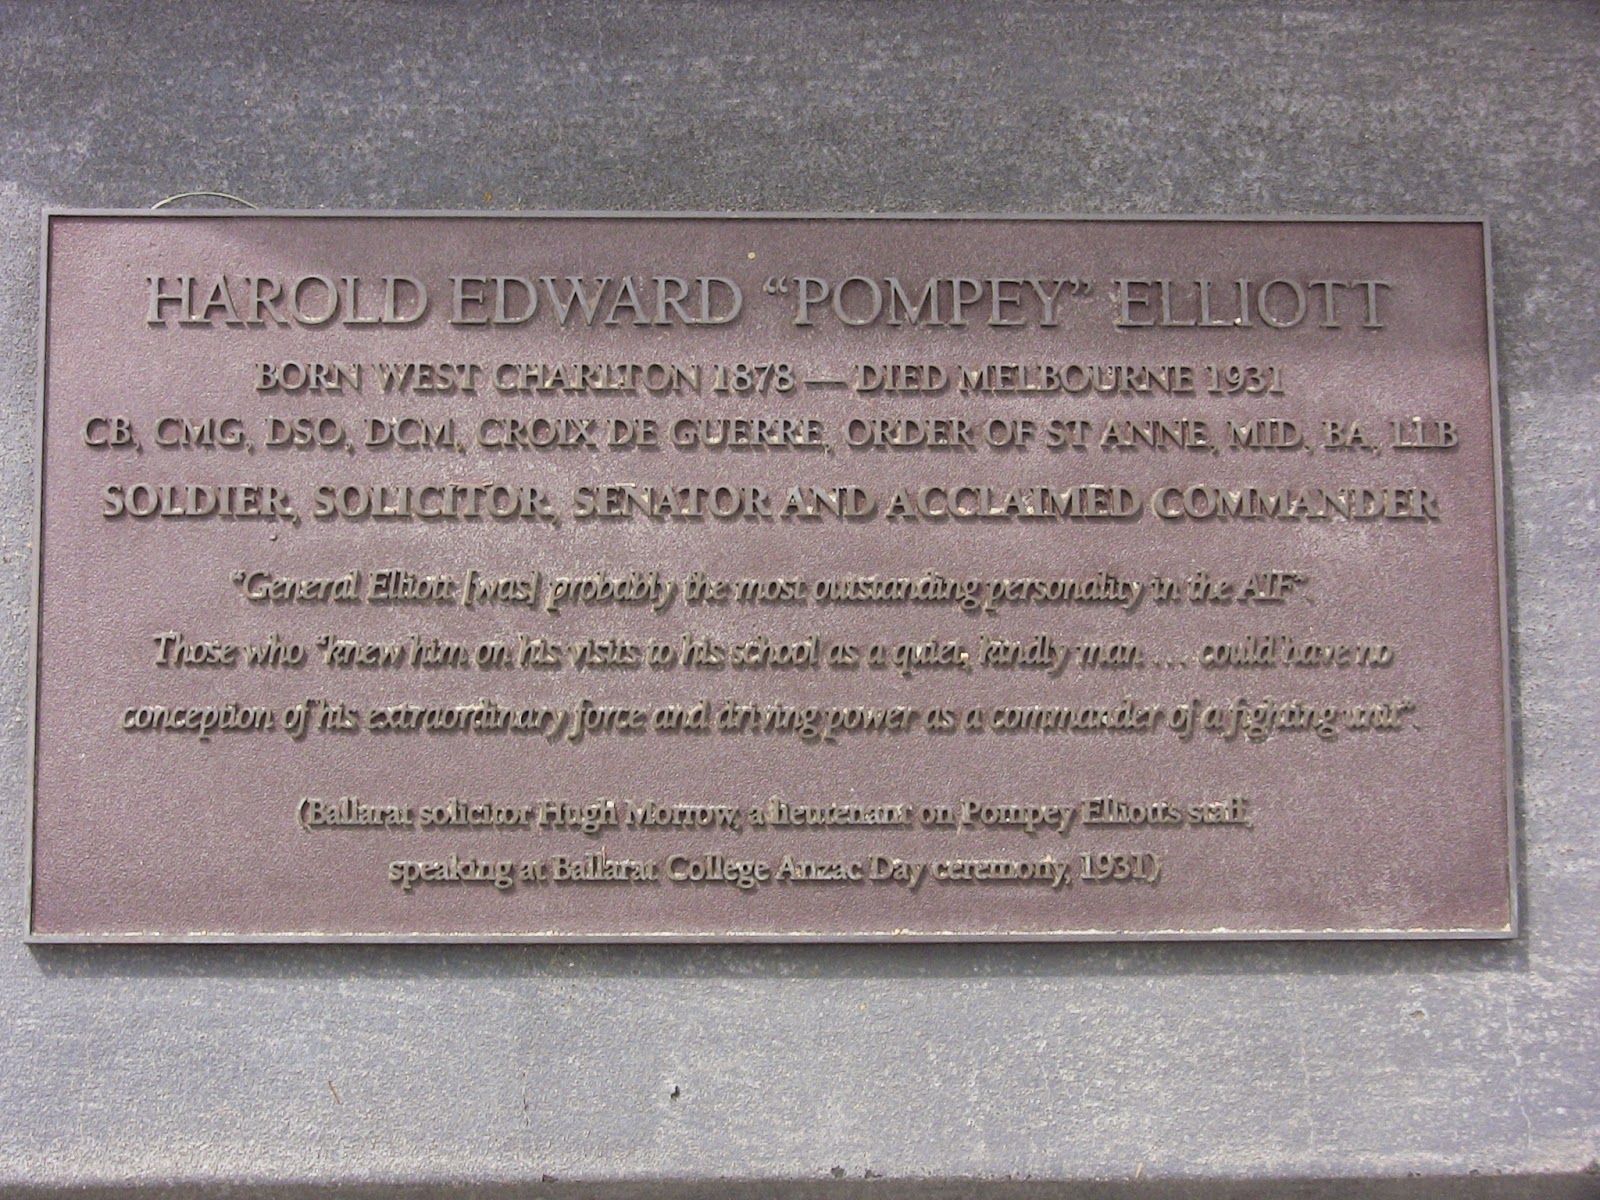 HAROLD EDWARD “POMPEY” ELLIOTT
BORN WEST CHARLTON 1878 — DIED MELBOURNE 1931
CB, CMG, DSO, DCM, CROIX DE GUERRE, ORDER OF ST ANNE, MID, BA, LLB
SOLDIER, SOLICITOR, SENATOR AND ACCLAIMED COMMANDER
“General Elliott [was] probably the most outstanding personality in the AIF”.
Those who “knew him on his visits to his school as a quiet, kindly man … could have no
conception of his extraordinary force and driving power as a commander of a fighting unit”.
(Ballarat solicitor Hugh Morrow, a lieutenant on Pompey Elliott's staff,
speaking at Ballarat College Anzac Day ceremony, 1931)